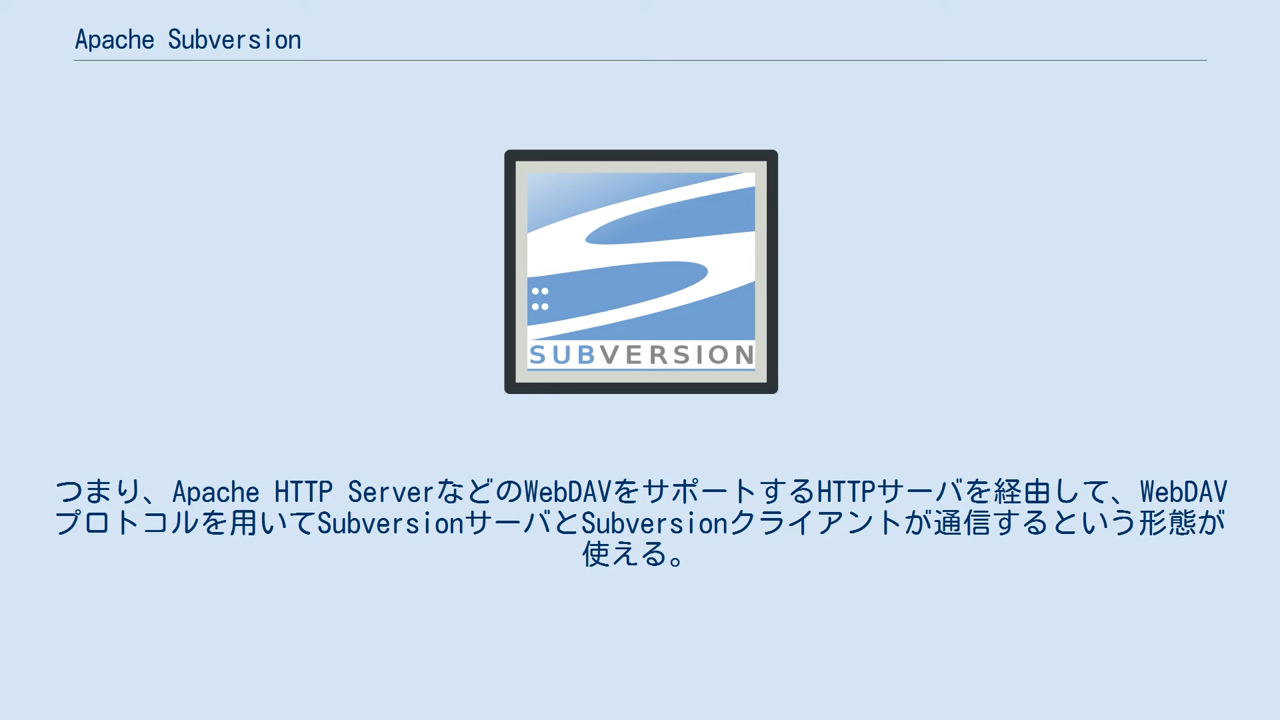 Apache Subversion
SUBVERSION
つまり、Apache HTTP ServerなどのWebDAVをサポートするHTTPサーバを経由して、WebDAV
プロトコルを用いてSubversionサーバとSubversionクライアントが通信するという形態が
使える。